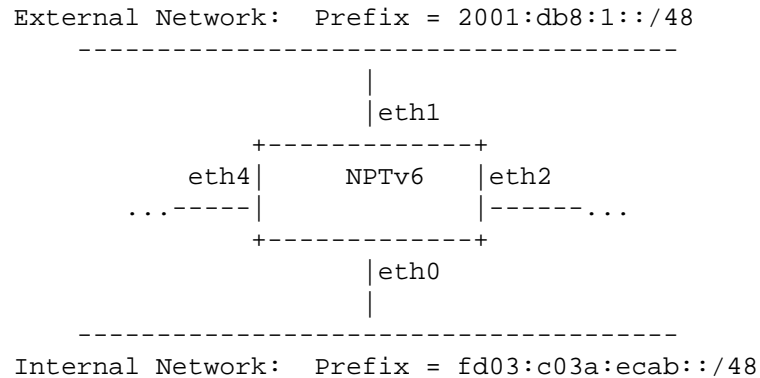 External Network:  Prefix = 2001:db8:1::/48
    --------------------------------------
                      |
                      |eth1
               +-------------+
           eth4|     NPTv6   |eth2
       ...-----|             |------...
               +-------------+
                      |eth0
                      |
    --------------------------------------
Internal Network:  Prefix = fd03:c03a:ecab::/48